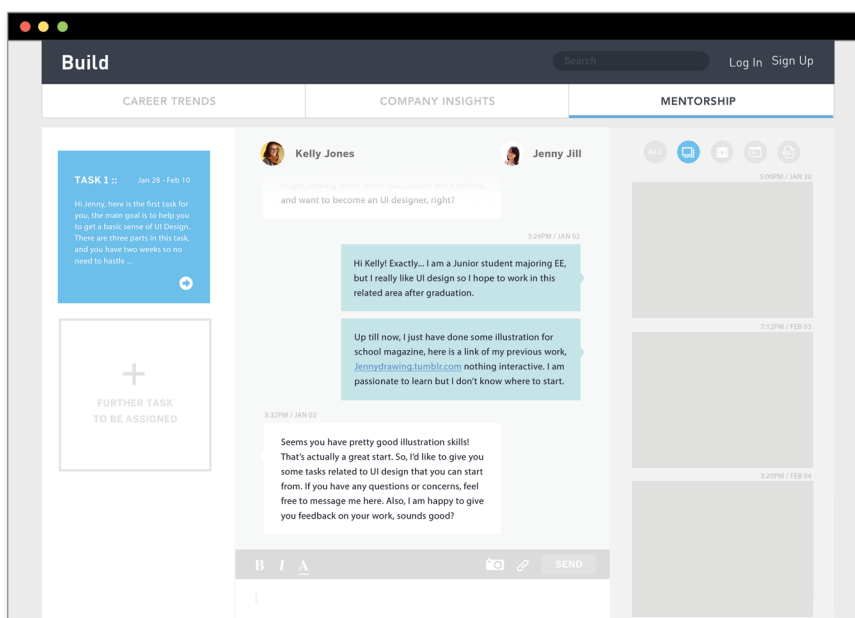 Build
Search
Log In
Sign Up
CAREER TRENDS
COMPANY INSIGHTS
MENTORSHIP
TASK 1 :: Jan 28 - Feb 10
Hi Jenny, here is the first task for
you, the main goal is to help you
to get a basic sense of UI Design.
There are three parts in this task,
and you have two weeks so no
need to hastle ...
FURTHER TASK
TO BE ASSIGNED
Kelly Jones
Jenny Jill
and want to become an UI designer, right?
3:24PM / JAN 02
Hi Kelly! Exactly... I am a Junior student majoring EE,
but I really like UI design so I hope to work in this
related area after graduation.
Up till now, I just have done some illustration for
school magazine, here is a link of my previous work,
Jennydrawing.tumblr.com nothing interactive. I am
passionate to learn but I don't know where to start.
3:32PM / JAN 02
Seems you have pretty good illustration skills!
That's actually a great start. So, I'd like to give you
some tasks related to UI design that you can start
from. If you have any questions or concerns, feel
free to message me here. Also, I am happy to give
you feedback on your work, sounds good?
B I A
SEND
ALL
5:00PM / JAN 30
7:12PM / FEB 03
3:20PM / FEB 04